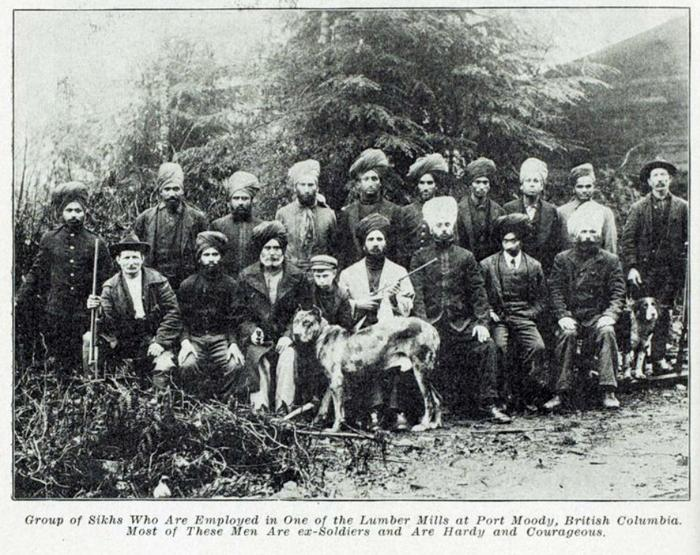 Group of Sikhs Who Are Employed in One of the Lumber Mills at Port Moody, British Columbia.
Most of These Men Are ex-Soldiers and Are Hardy and Courageous.